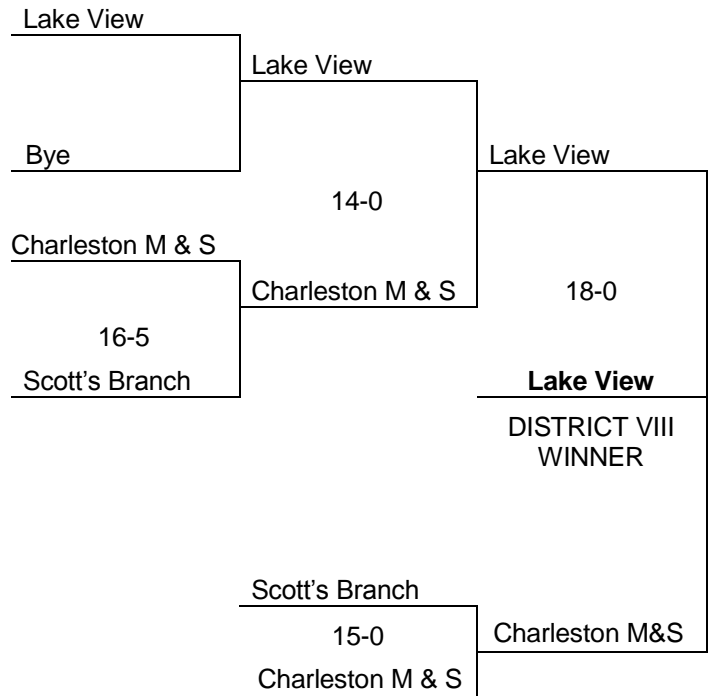 Lake View
Lake View
Bye
Lake View
14-0
Charleston M & S
Charleston M & S
18-0
16-5
Scott's Branch
Lake View
DISTRICT VIII
WINNER
Scott's Branch
15-0
Charleston M&S
Charleston M & S